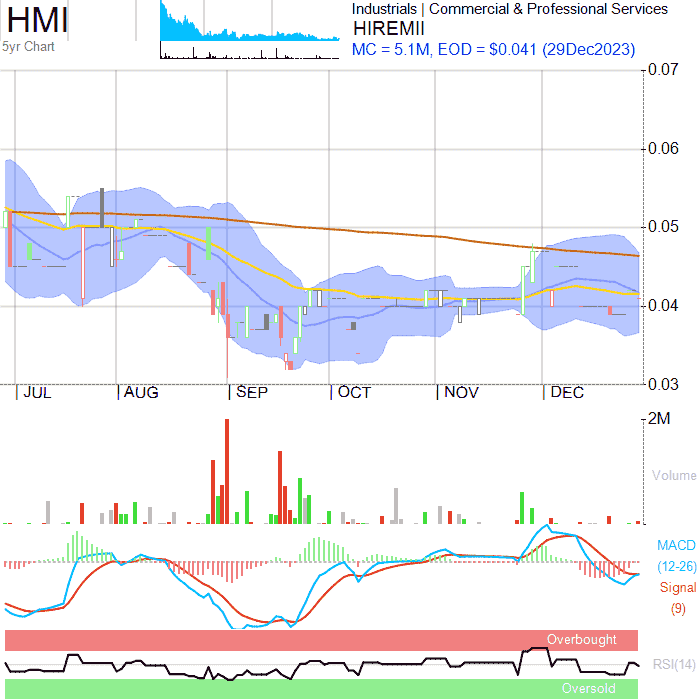 HMI
5yr Chart
Industrials | Commercial & Professional Services
HIREMII
MC = 5.1M, EOD = $0.041 (29Dec2023)
0.07
0.06
0.05
0.04
0.03
JUL AUG SEP OCT NOV DEC
2M
Volume
MACD
(12-26)
Signal
(9)
Overbought
RSI(14)
Oversold